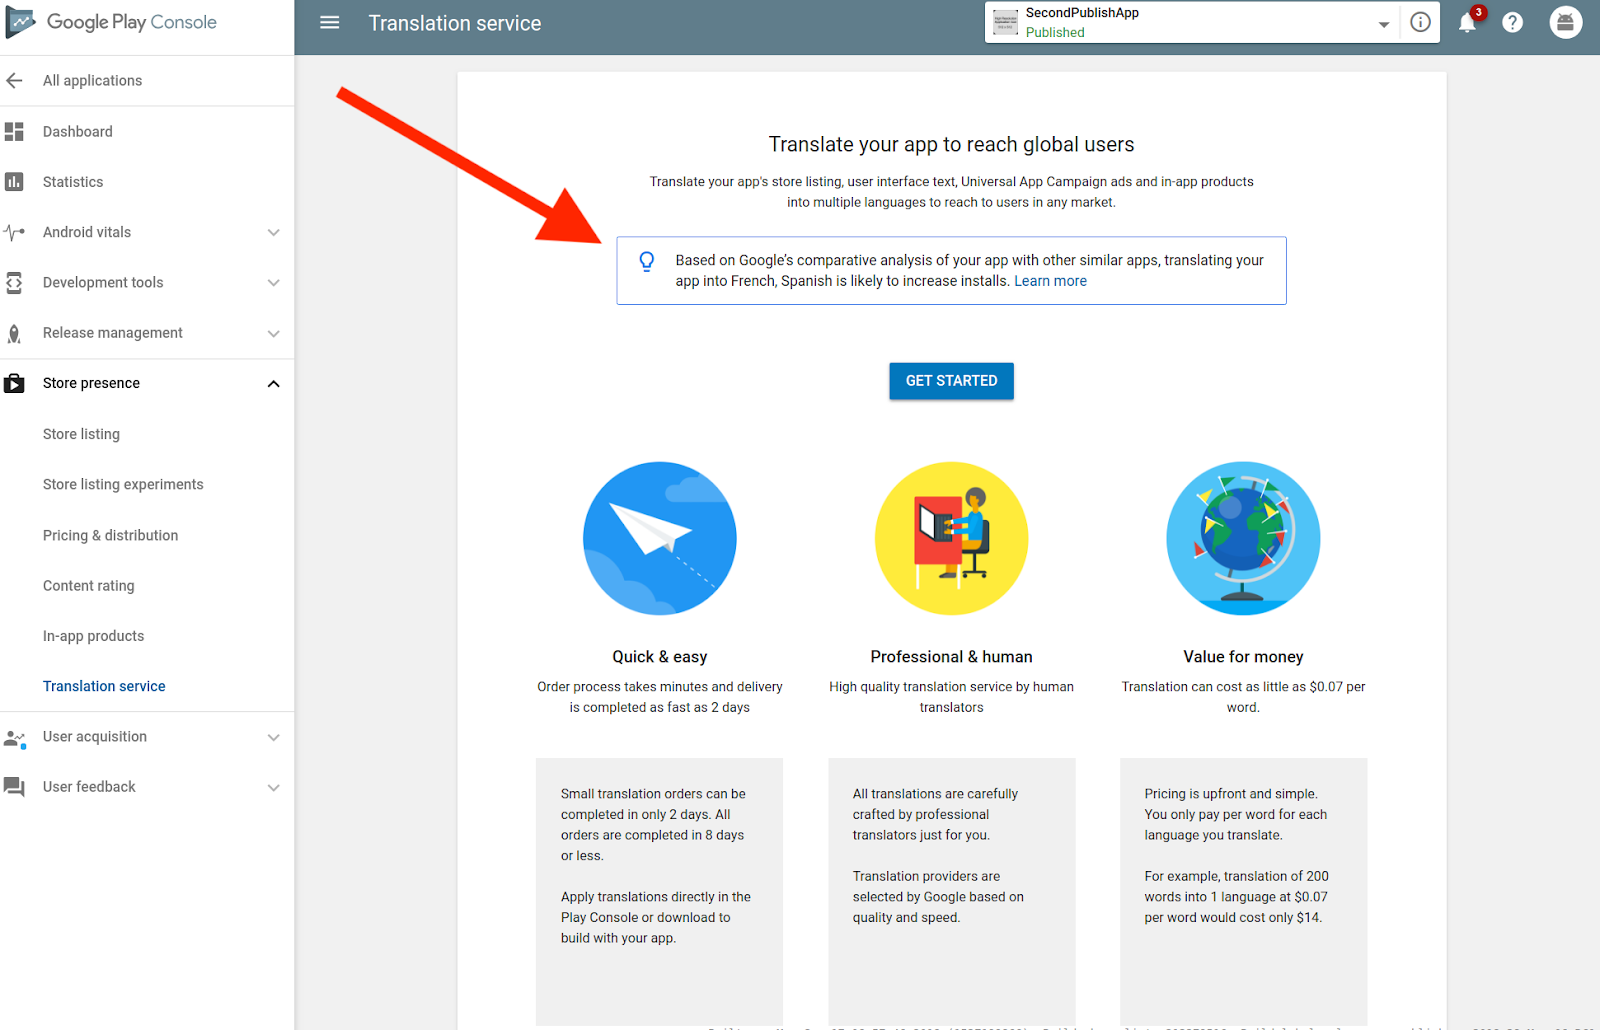 Google Play Console
Translation service
SecondPublishApp
Published
3
All applications
Dashboard
Statistics
Android vitals
Development tools
Release management
Store presence
Store listing
Store listing experiments
Pricing & distribution
Content rating
In-app products
Translation service
User acquisition
User feedback
Translate your app to reach global users
Translate your app's store listing, user interface text, Universal App Campaign ads and in-app products
into multiple languages to reach to users in any market.
Based on Google's comparative analysis of your app with other similar apps, translating your
app into French, Spanish is likely to increase installs. Learn more
GET STARTED
Quick & easy
Order process takes minutes and delivery
is completed as fast as 2 days
Small translation orders can be
completed in only 2 days. All
orders are completed in 8 days
or less.
Apply translations directly in the
Play Console or download to
build with your app.
Professional & human
High quality translation service by human
translators
All translations are carefully
crafted by professional
translators just for you.
Translation providers are
selected by Google based on
quality and speed.
Value for money
Translation can cost as little as $0.07 per
word.
Pricing is upfront and simple.
You only pay per word for each
language you translate.
For example, translation of 200
words into 1 language at $0.07
per word would cost only $14.